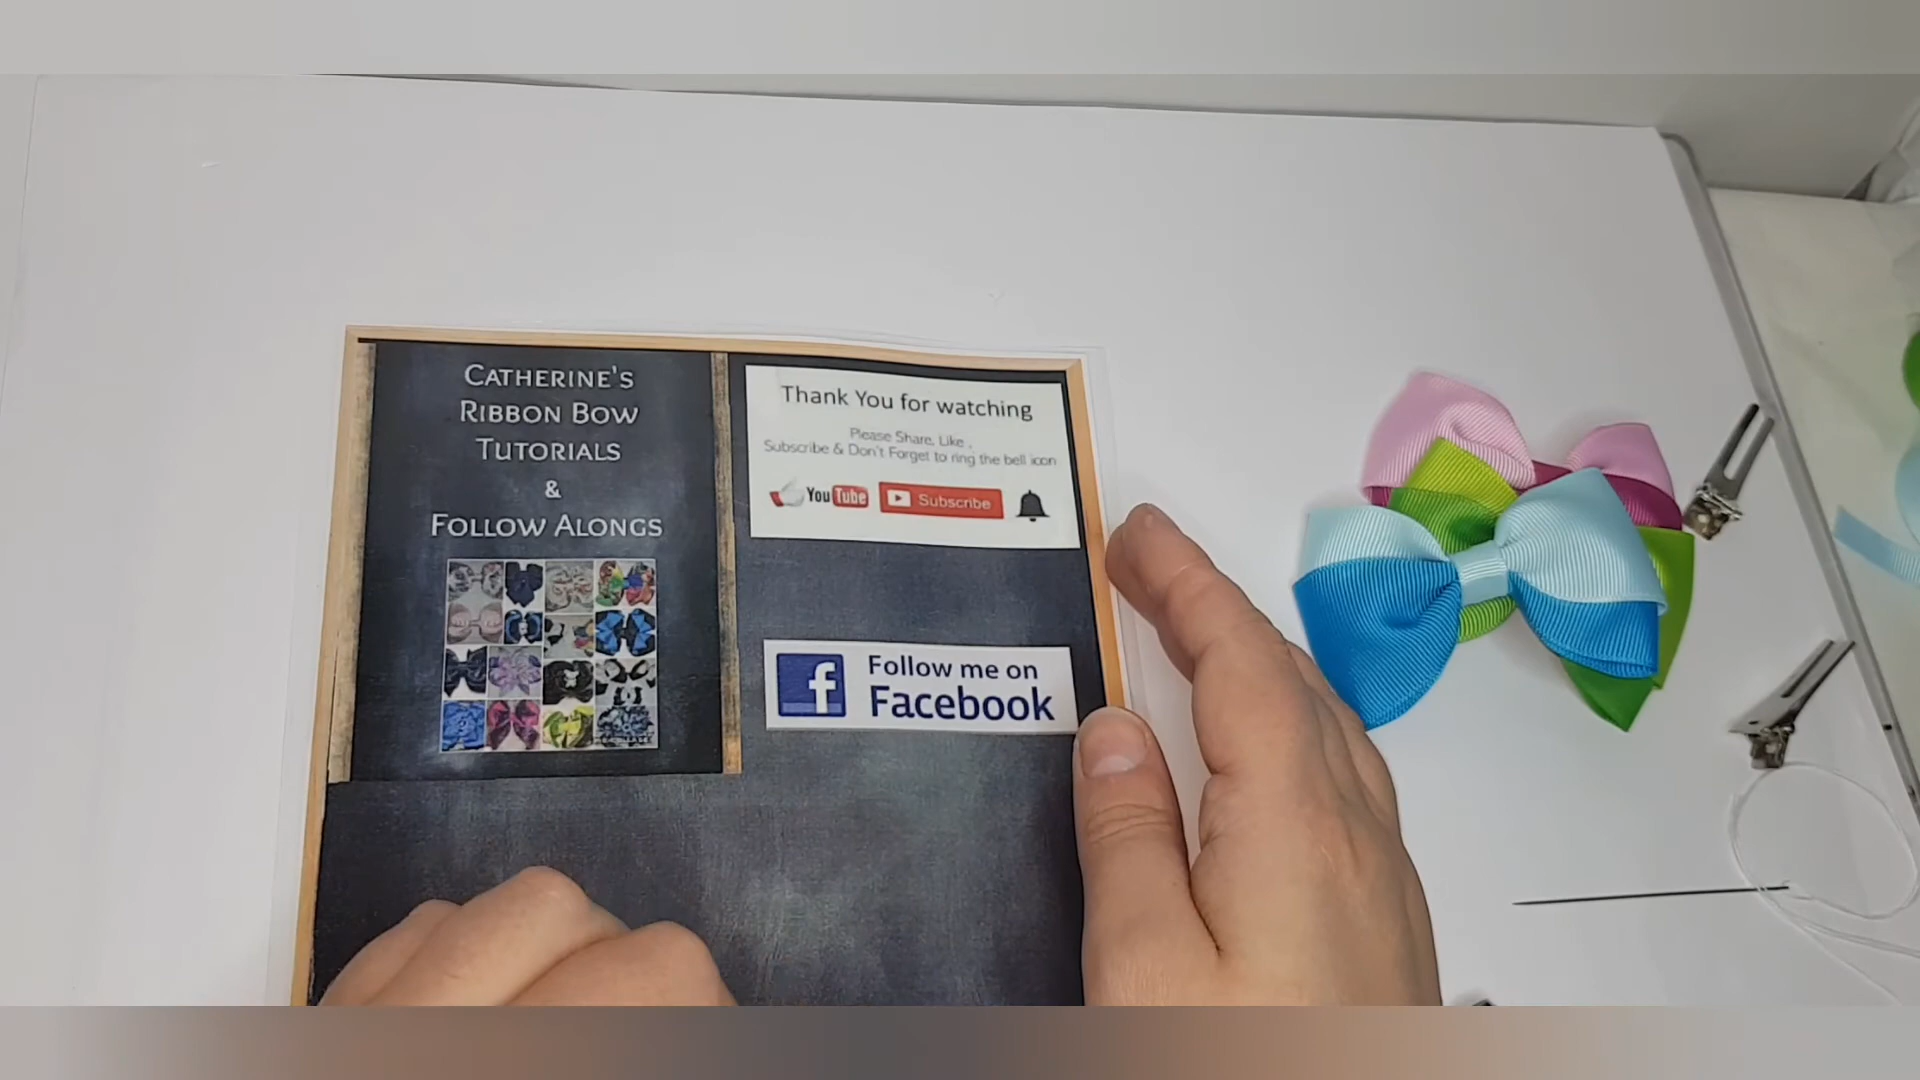 CATHERINE'S
RIBBON BOW
TUTORIALS
&
FOLLOW ALONGS
Thank You for watching
Please Share, Like ,
Subscribe & Don't Forget to ring the bell icon
YouTube
Subscribe
f
Follow me on
Facebook